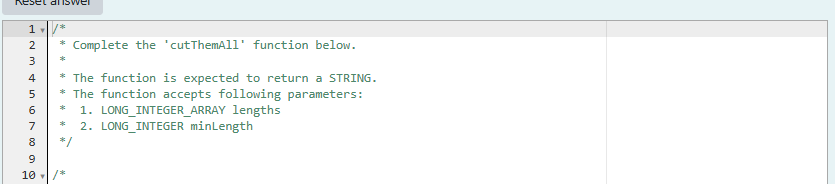 Reset answer
1 /*
2  * Complete the 'cutThemAll' function below.
3  *
4  * The function is expected to return a STRING.
5  * The function accepts following parameters:
6  *  1. LONG_INTEGER_ARRAY lengths
7  *  2. LONG_INTEGER minLength
8  */
9
10 /*